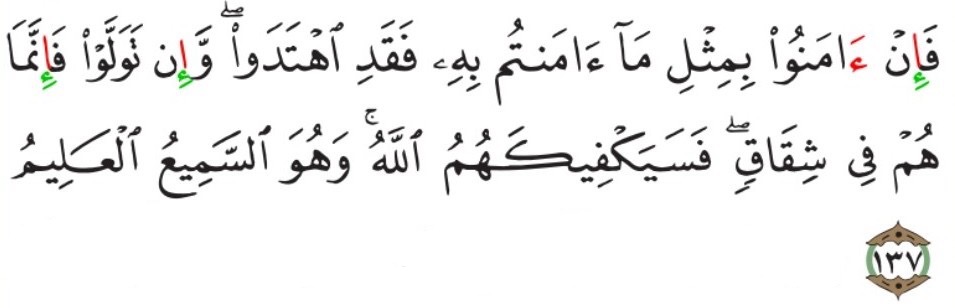 فَإِنۡ ءَامَنُواْ بِمِثۡلِ مَآ ءَامَنتُم بِهِۦ فَقَدِ ٱهۡتَدَواْۖ وَّإِن تَوَلَّوۡاْ فَإِنَّمَا
هُمۡ فِي شِقَاقٖۖ فَسَيَكۡفِيكَهُمُ ٱللَّهُۚ وَهُوَ ٱلسَّمِيعُ ٱلۡعَلِيمُ
١٣٧